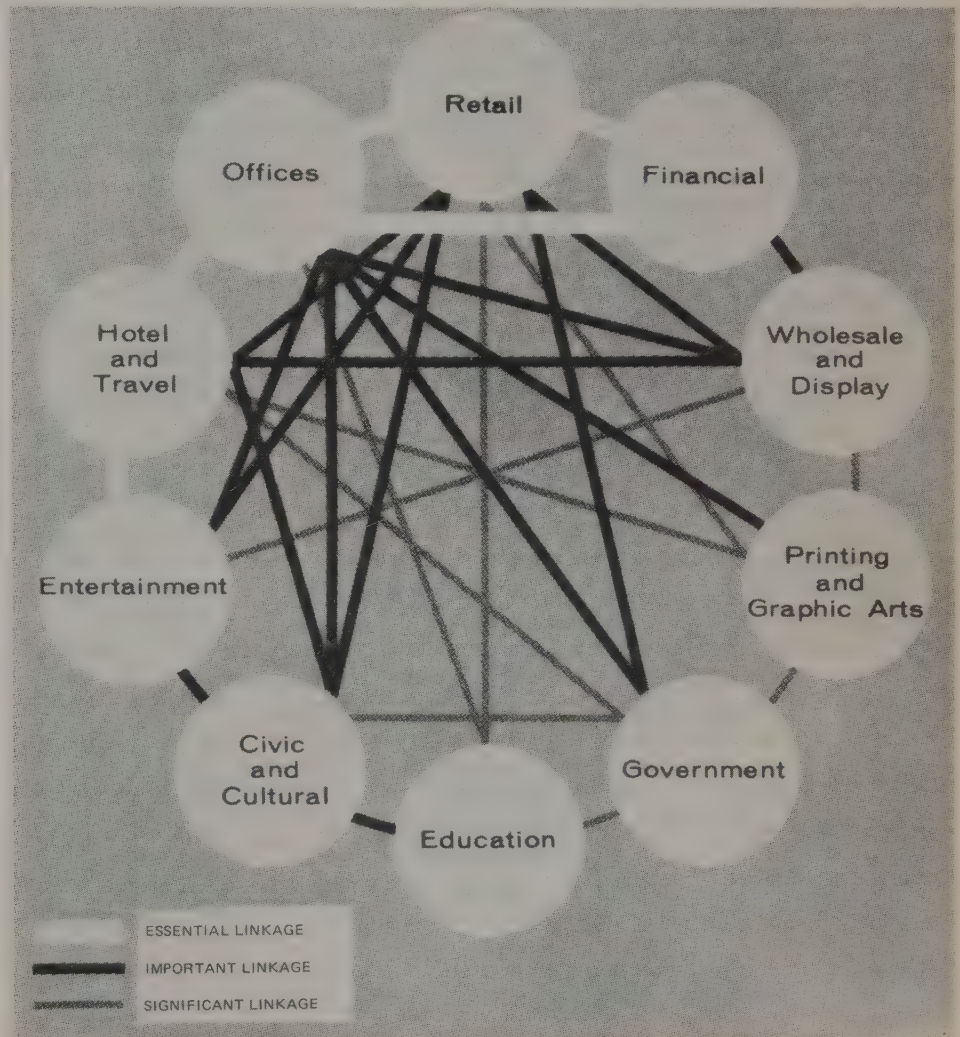 Retail
Offices
Financial
Hotel
and
Travel
Wholesale
and
Display
Entertainment
Printing
and
Graphic Arts
Civic
and
Cultural
Government
Education
ESSENTIAL LINKAGE
IMPORTANT LINKAGE
SIGNIFICANT LINKAGE